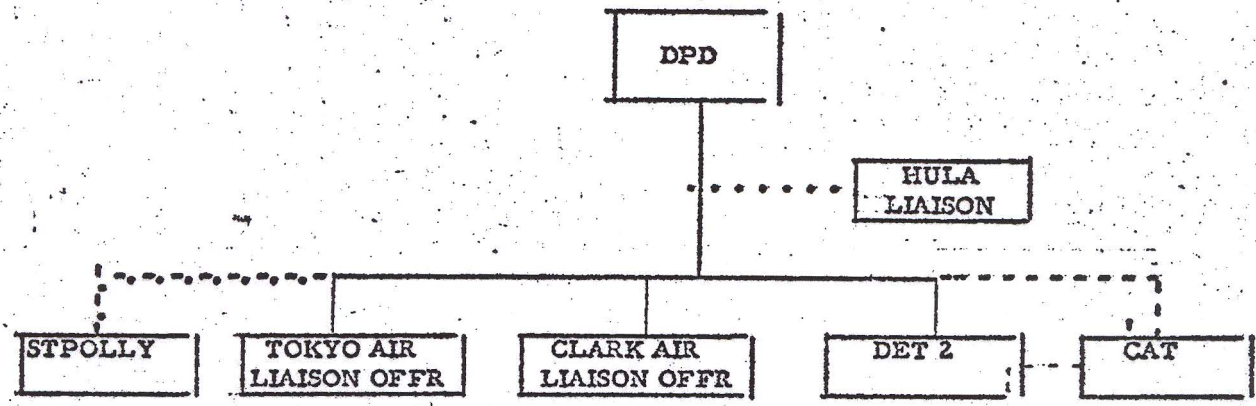 DPD
HULA
LIAISON
STPOLLY
TOKYO AIR
LIAISON OFFR
CLARK AIR
LIAISON OFFR
DET 2
CAT